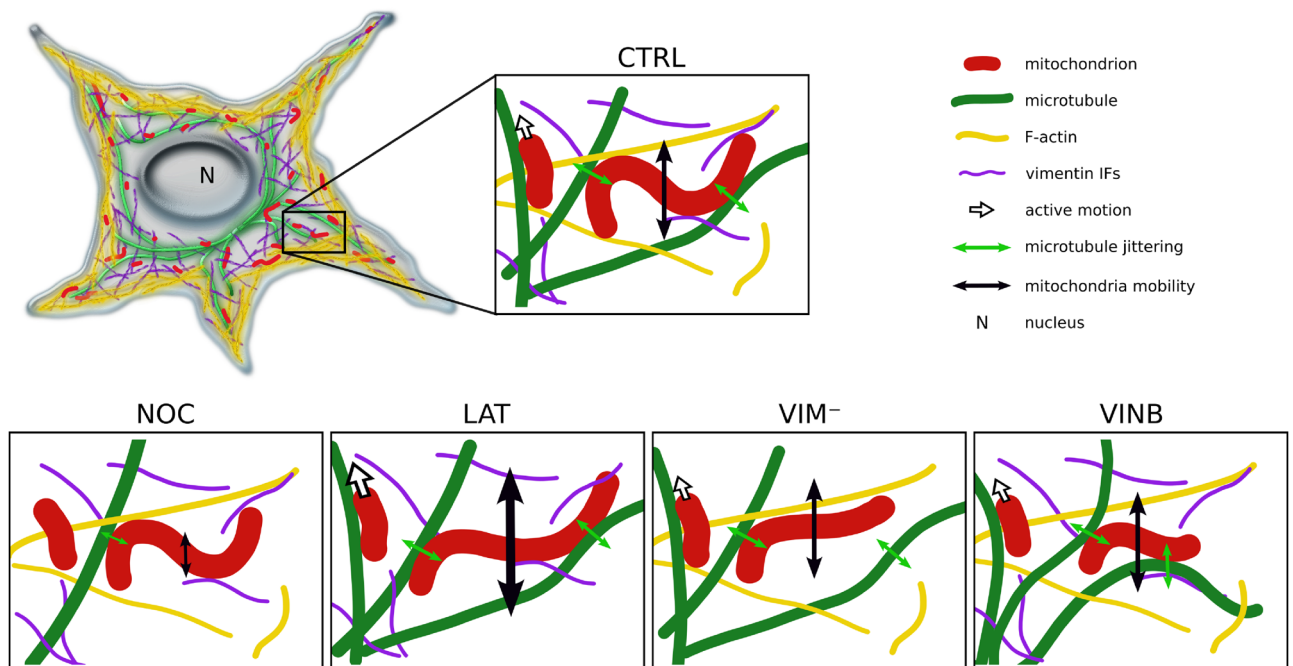 CTRL
N
mitochondrion
microtubule
F-actin
vimentin IFs
active motion
microtubule jittering
mitochondria mobility
N nucleus
NOC
LAT
VIM⁻
VINB